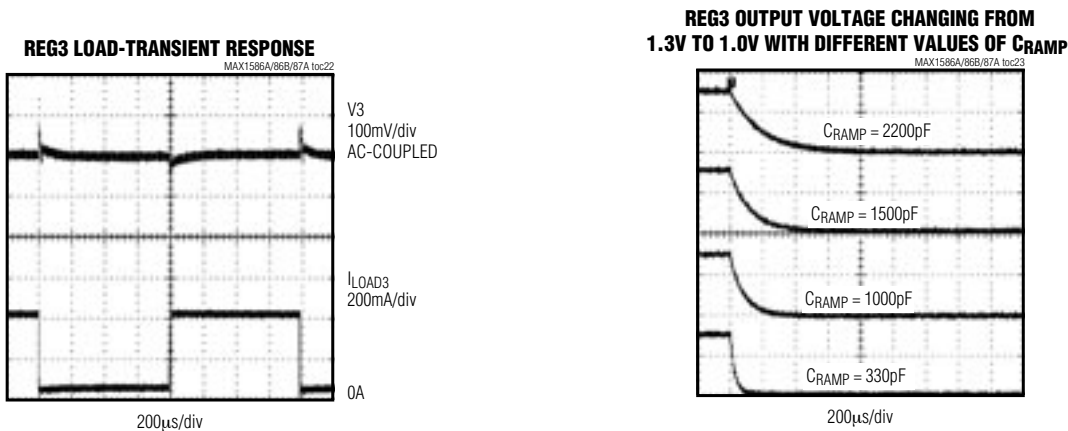 REG3 LOAD-TRANSIENT RESPONSE
MAX1586A/86B/87A toc22
V3
100mV/div
AC-COUPLED
ILOAD3
200mA/div
0A
200μs/div
REG3 OUTPUT VOLTAGE CHANGING FROM
1.3V TO 1.0V WITH DIFFERENT VALUES OF CRAMP
MAX1586A/86B/87A toc23
CRAMP = 2200pF
CRAMP = 1500pF
CRAMP = 1000pF
CRAMP = 330pF
200μs/div